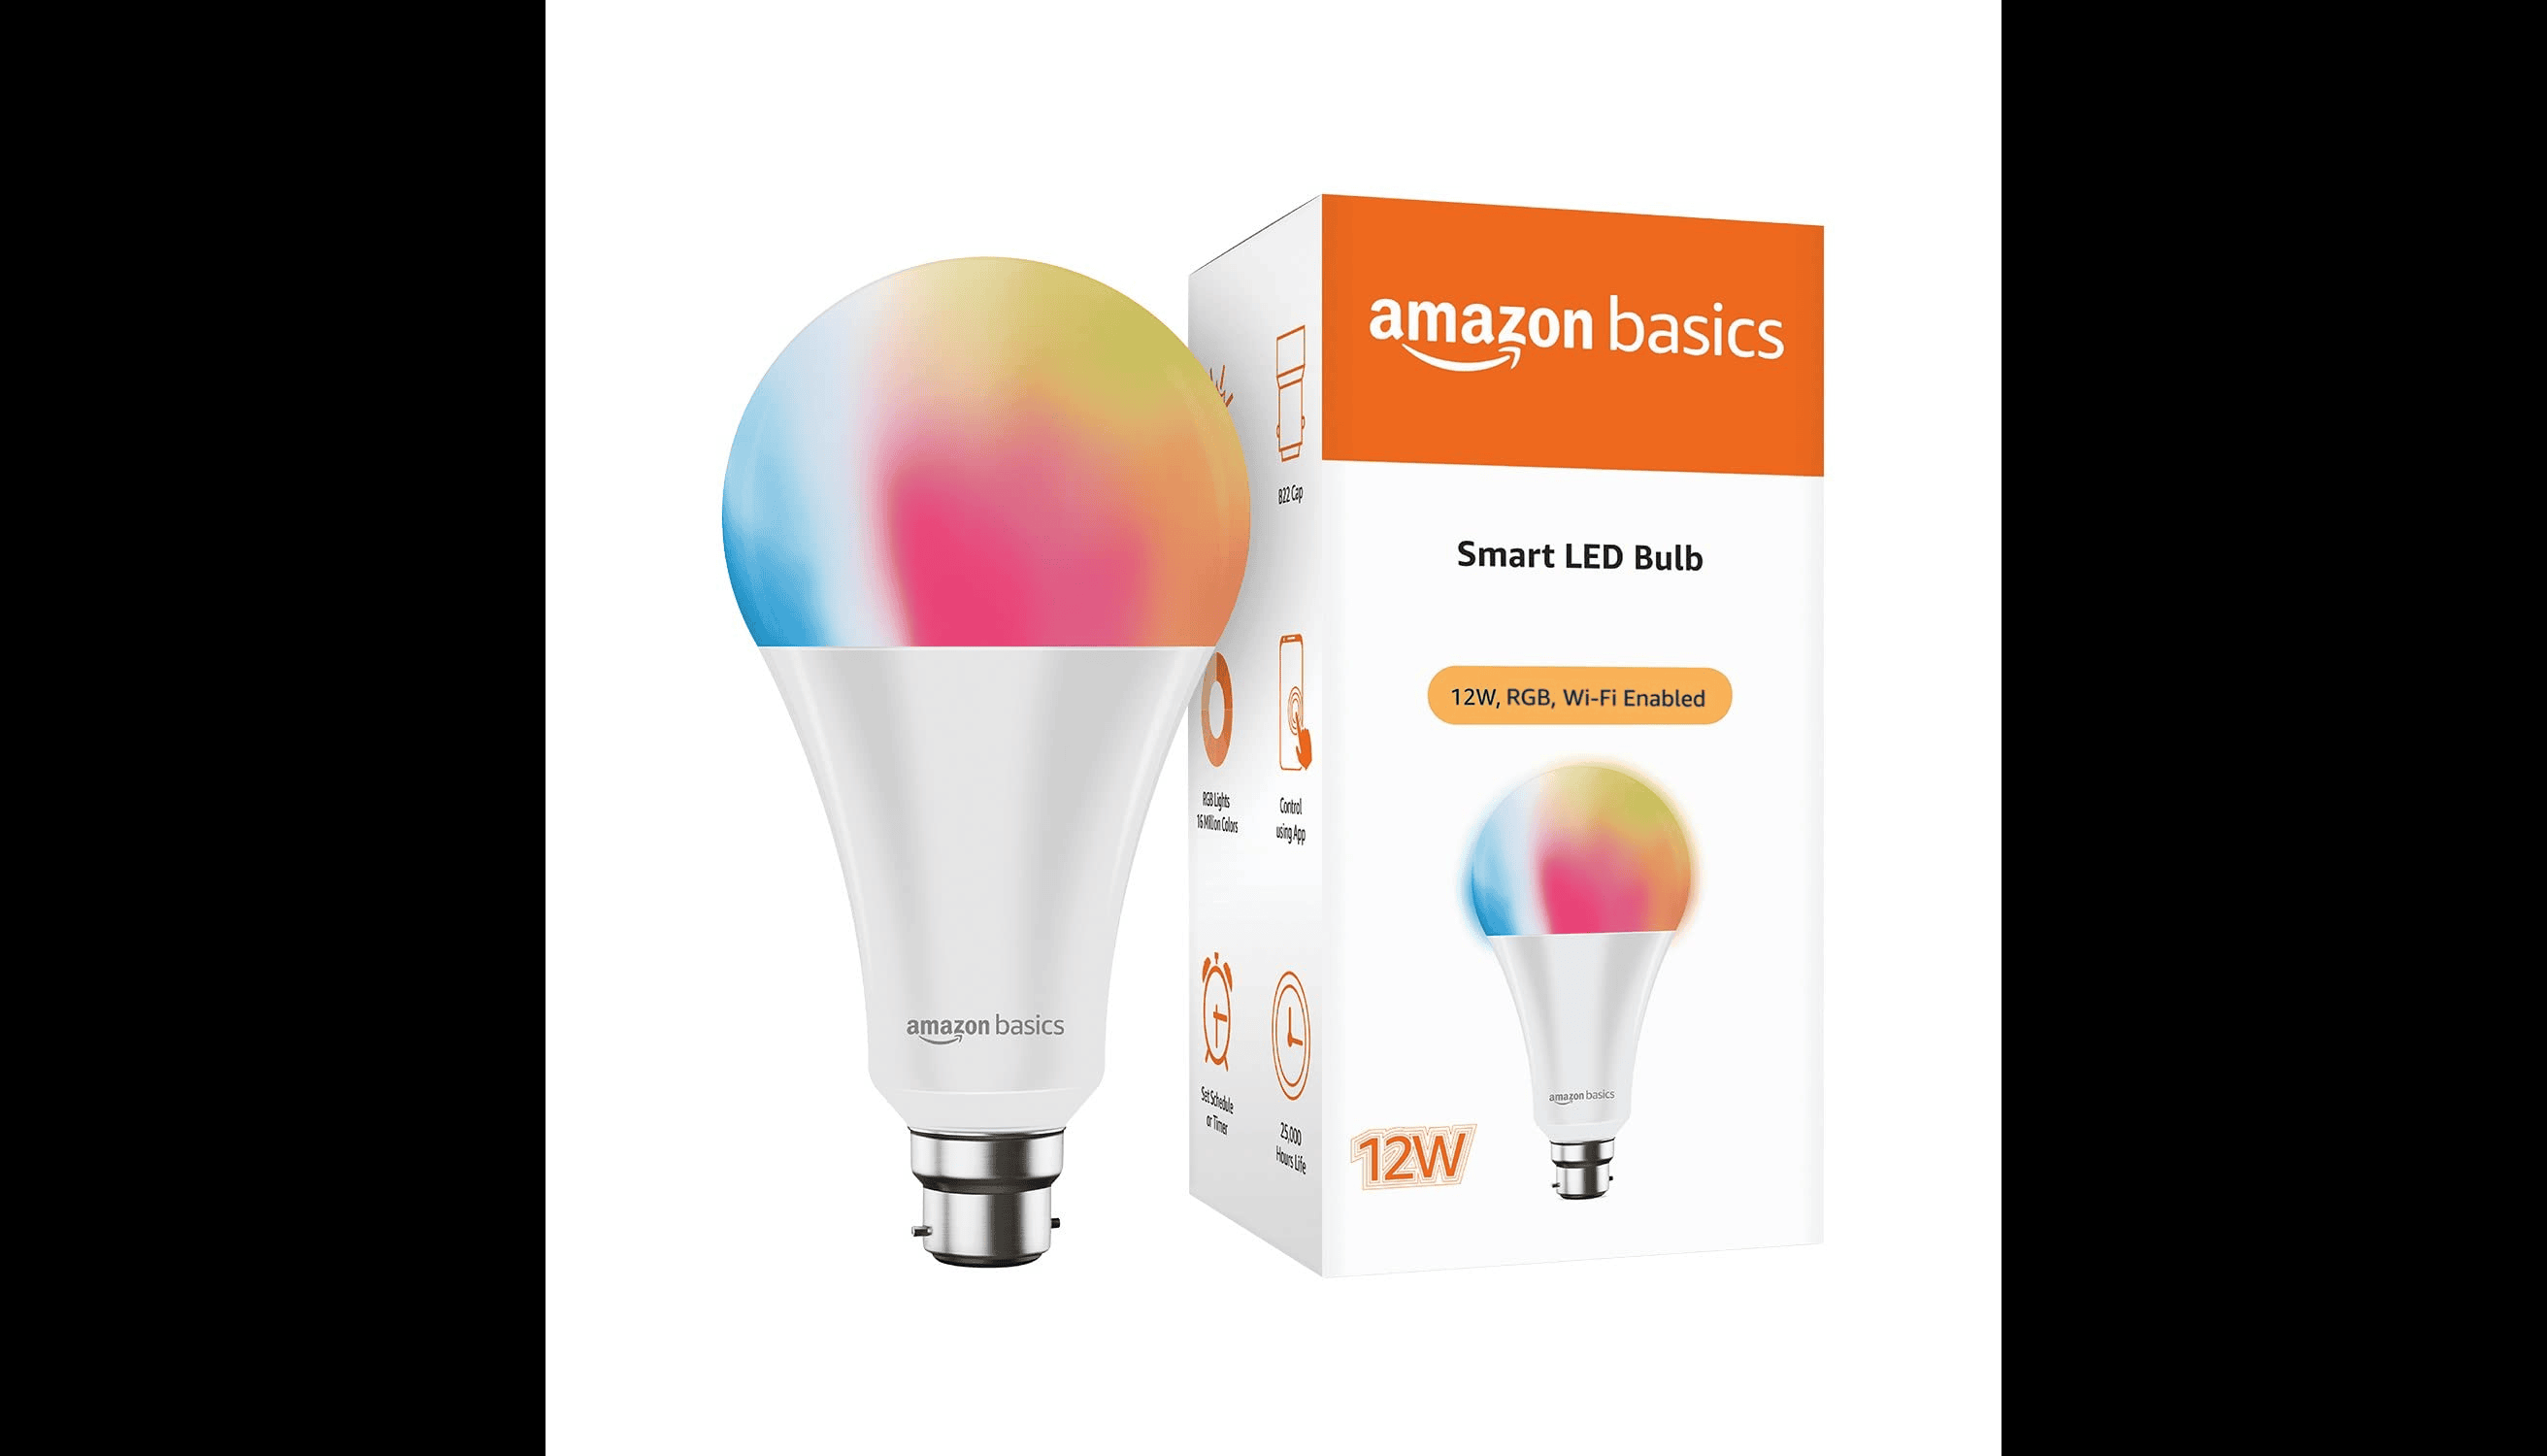 amazon basics
Smart LED Bulb
12W, RGB, Wi-Fi Enabled
amazon basics
12W
B22 Cap
RGB Lights
16 Million Colors
Control
using App
Set Schedule
or Timer
25,000
Hours Life
amazon basics